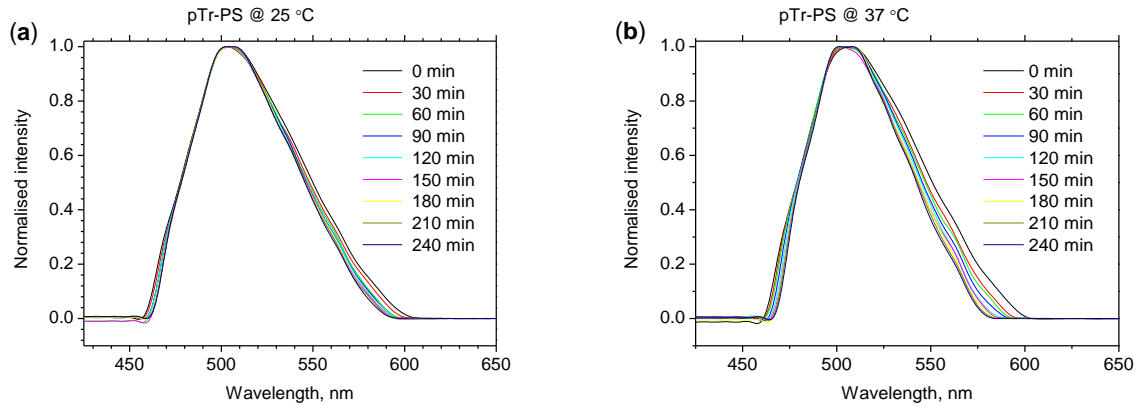 pTr-PS @ 25 °C
(a)
1.0
0.8
0.6
0.4
0.2
0.0
Normalised intensity
0 min
30 min
60 min
90 min
120 min
150 min
180 min
210 min
240 min
450
500
550
600
650
Wavelength, nm
pTr-PS @ 37 °C
(b)
1.0
0.8
0.6
0.4
0.2
0.0
Normalised intensity
0 min
30 min
60 min
90 min
120 min
150 min
180 min
210 min
240 min
450
500
550
600
650
Wavelength, nm